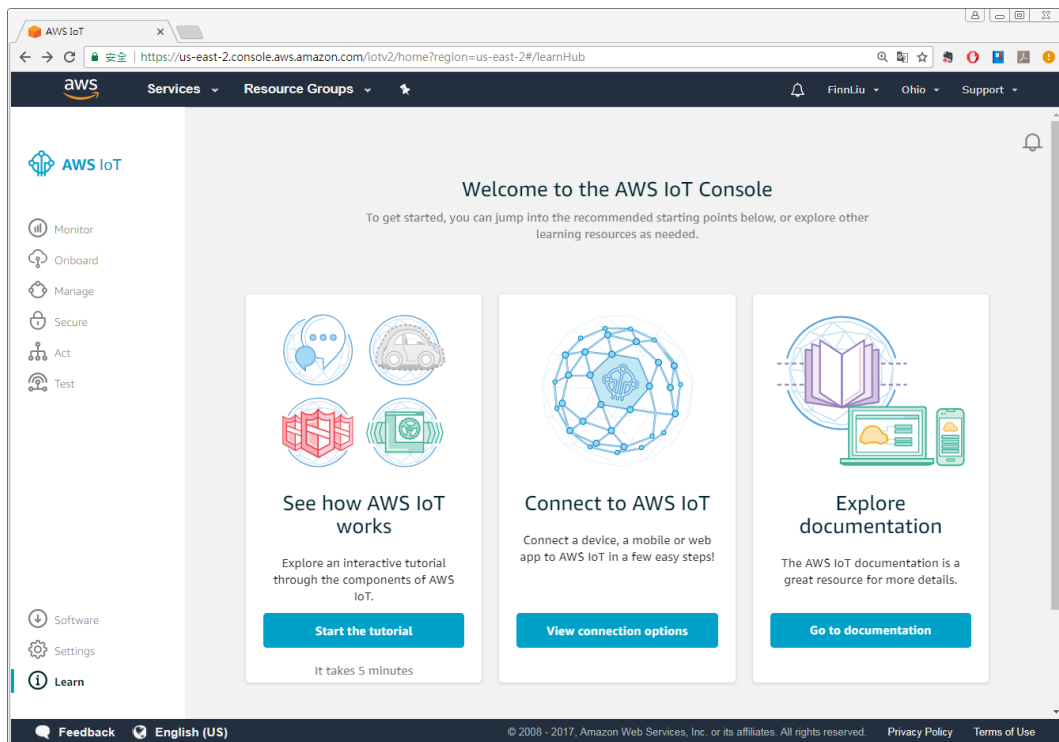 AWS IoT
安全 | https://us-east-2.console.aws.amazon.com/iotv2/home?region=us-east-2#/learnHub
aws Services Resource Groups FinnLiu Ohio Support
AWS IoT
Monitor
Onboard
Manage
Secure
Act
Test
Software
Settings
Learn
Welcome to the AWS IoT Console
To get started, you can jump into the recommended starting points below, or explore other
learning resources as needed.
See how AWS IoT
works
Explore an interactive tutorial
through the components of AWS
IoT.
Start the tutorial
It takes 5 minutes
Connect to AWS IoT
Connect a device, a mobile or web
app to AWS IoT in a few easy steps!
View connection options
Explore
documentation
The AWS IoT documentation is a
great resource for more details.
Go to documentation
Feedback English (US) © 2008 - 2017, Amazon Web Services, Inc. or its affiliates. All rights reserved. Privacy Policy Terms of Use